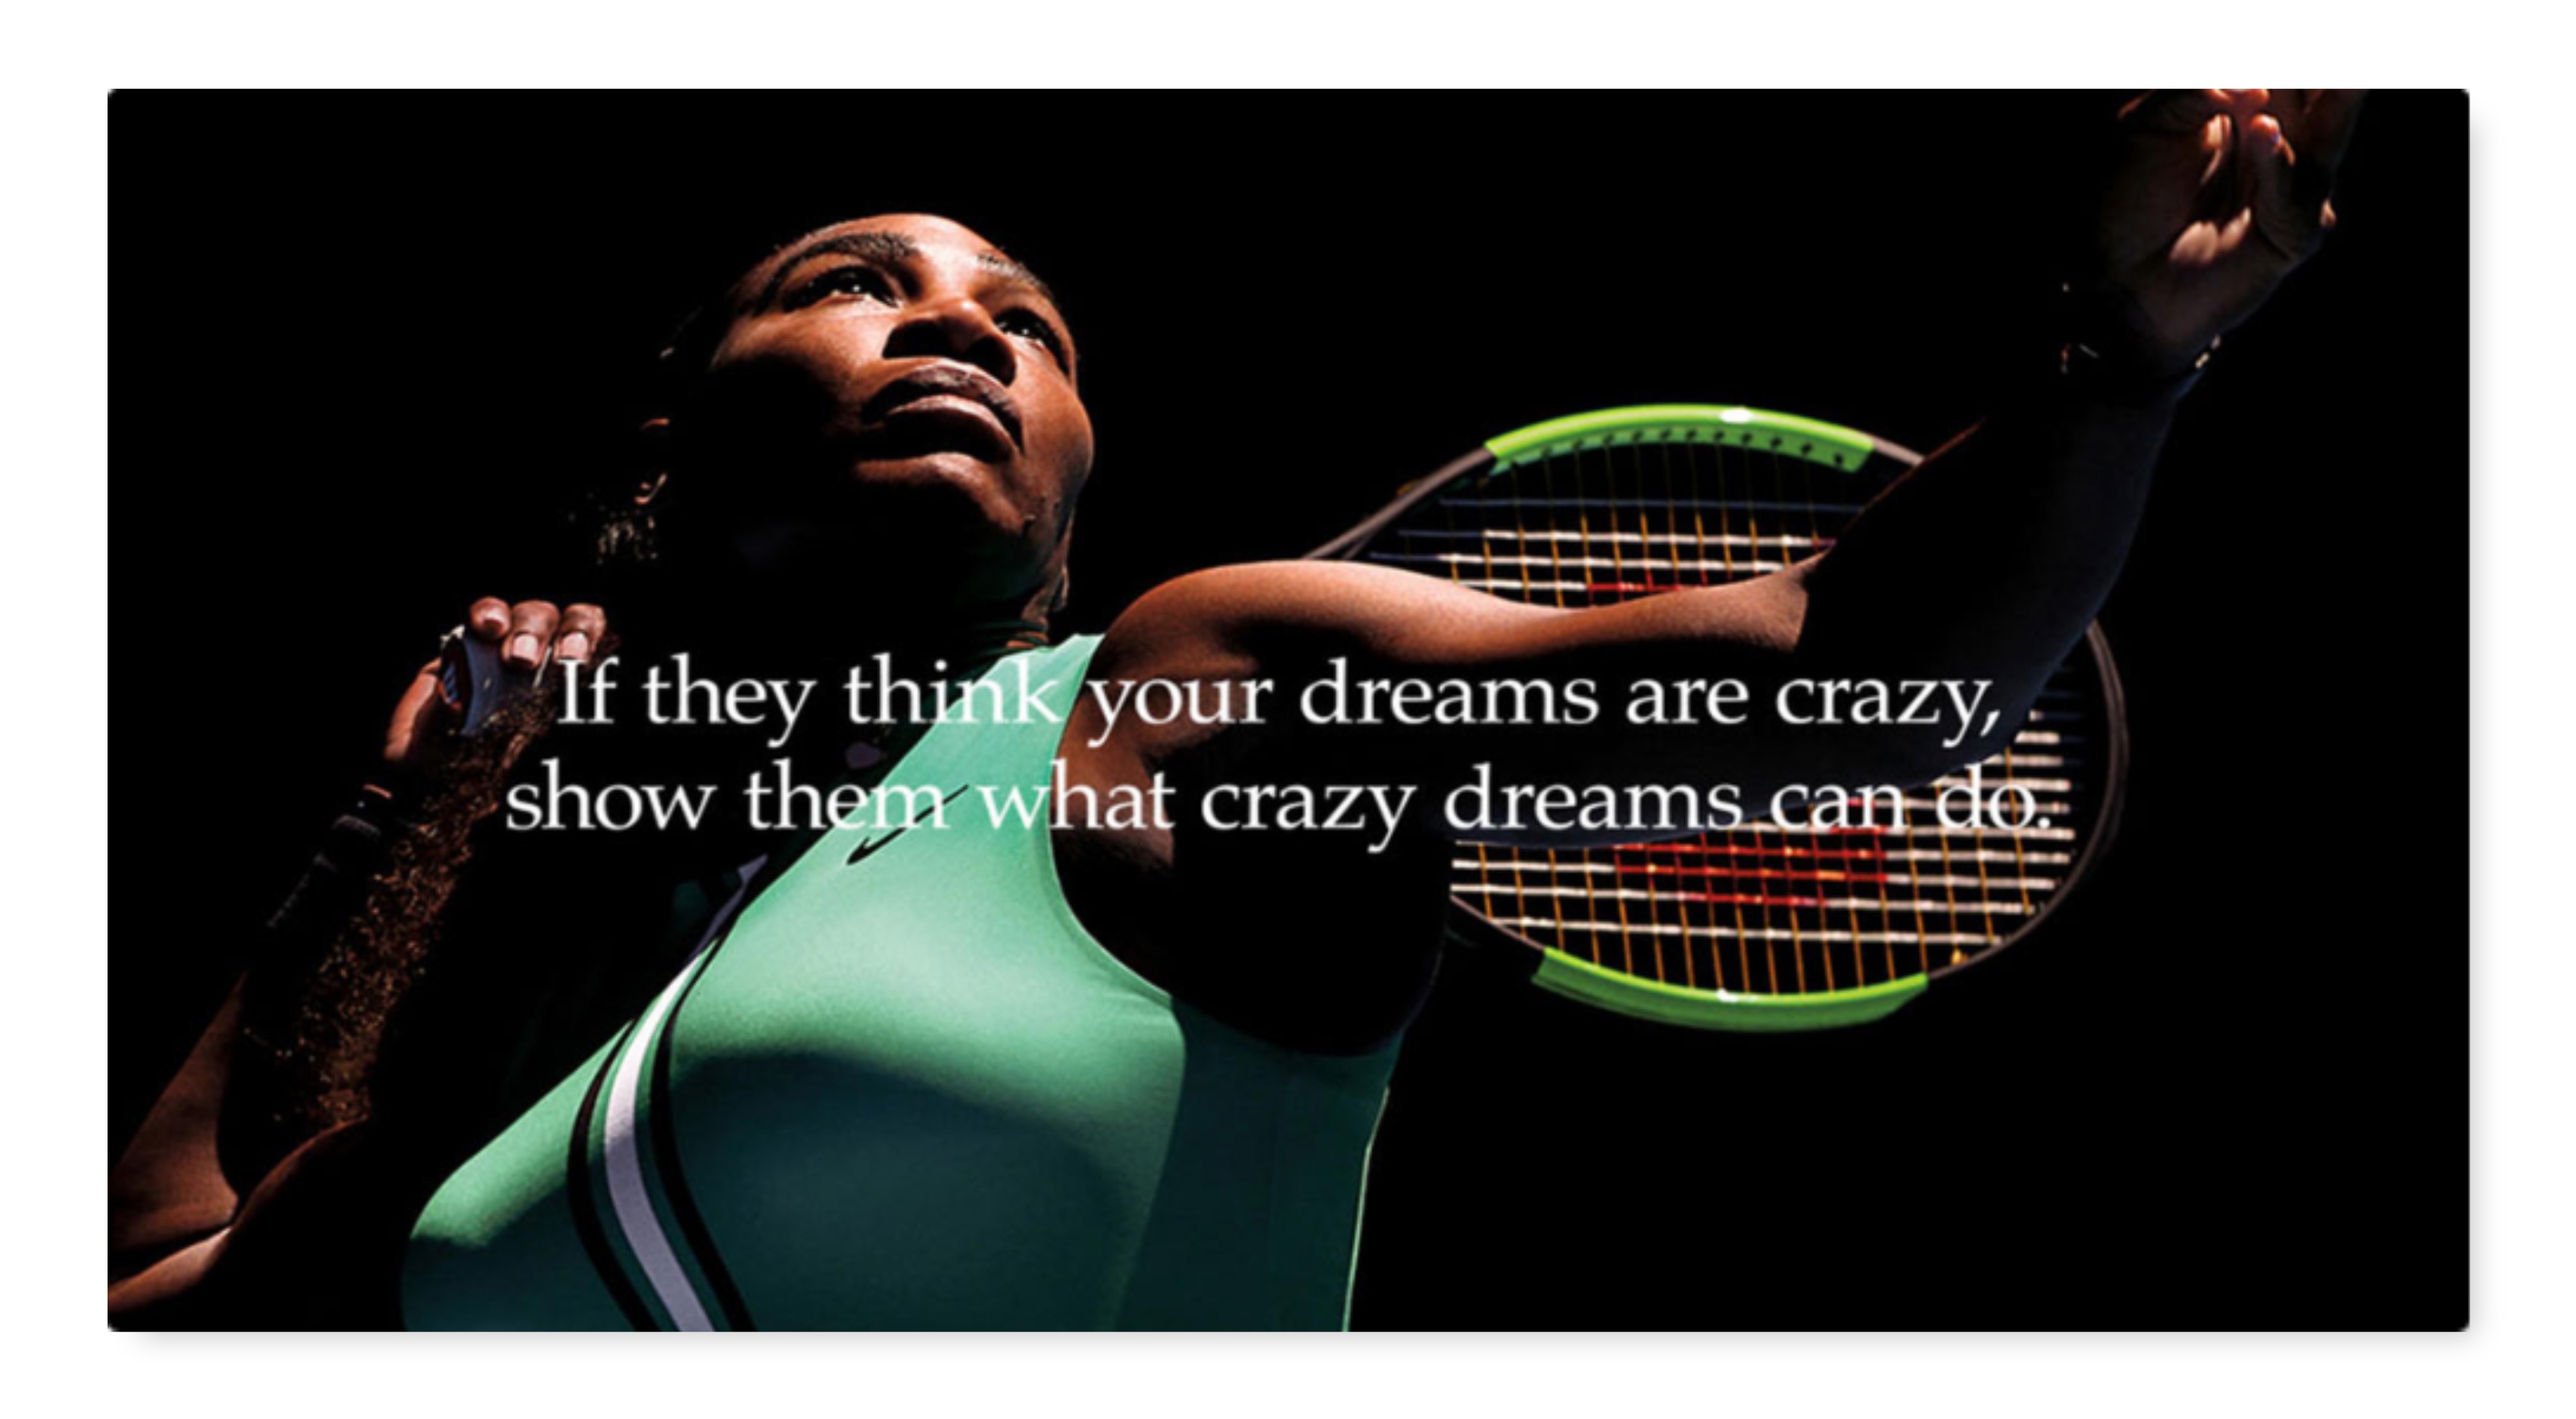 If they think your dreams are crazy,
show them what crazy dreams can do.